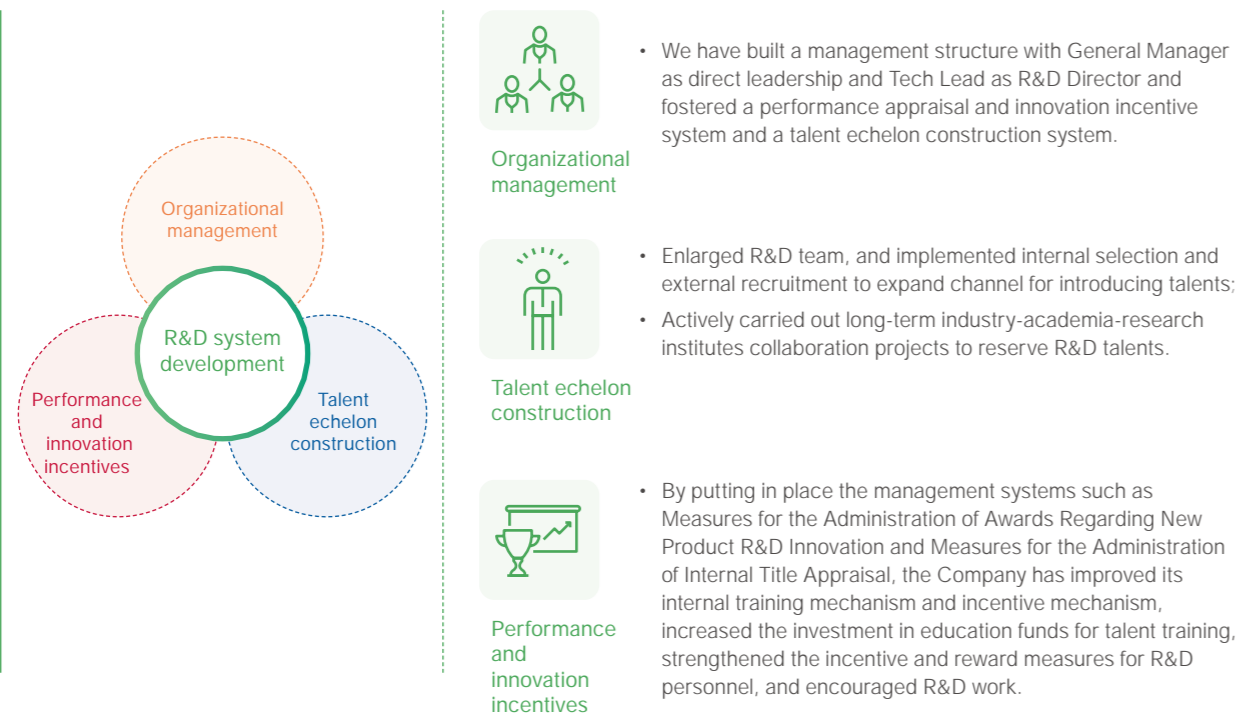 Organizational
management
R&D system
development
Performance
and
innovation
incentives
Talent
echelon
construction
Organizational
management
• We have built a management structure with General Manager
as direct leadership and Tech Lead as R&D Director and
fostered a performance appraisal and innovation incentive
system and a talent echelon construction system.
Talent echelon
construction
• Enlarged R&D team, and implemented internal selection and
external recruitment to expand channel for introducing talents;
• Actively carried out long-term industry-academia-research
institutes collaboration projects to reserve R&D talents.
Performance
and
innovation
incentives
• By putting in place the management systems such as
Measures for the Administration of Awards Regarding New
Product R&D Innovation and Measures for the Administration
of Internal Title Appraisal, the Company has improved its
internal training mechanism and incentive mechanism,
increased the investment in education funds for talent training,
strengthened the incentive and reward measures for R&D
personnel, and encouraged R&D work.